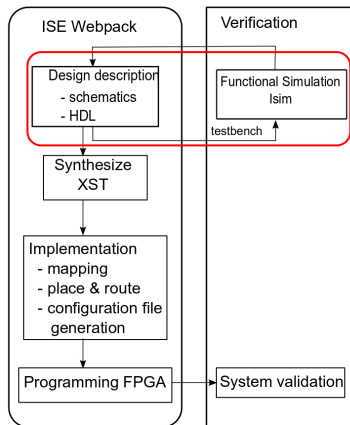 ISE Webpack
Verification
Design description
- schematics
- HDL
Functional Simulation
Isim
testbench
Synthesize
XST
Implementation
- mapping
- place & route
- configuration file
generation
Programming FPGA
System validation